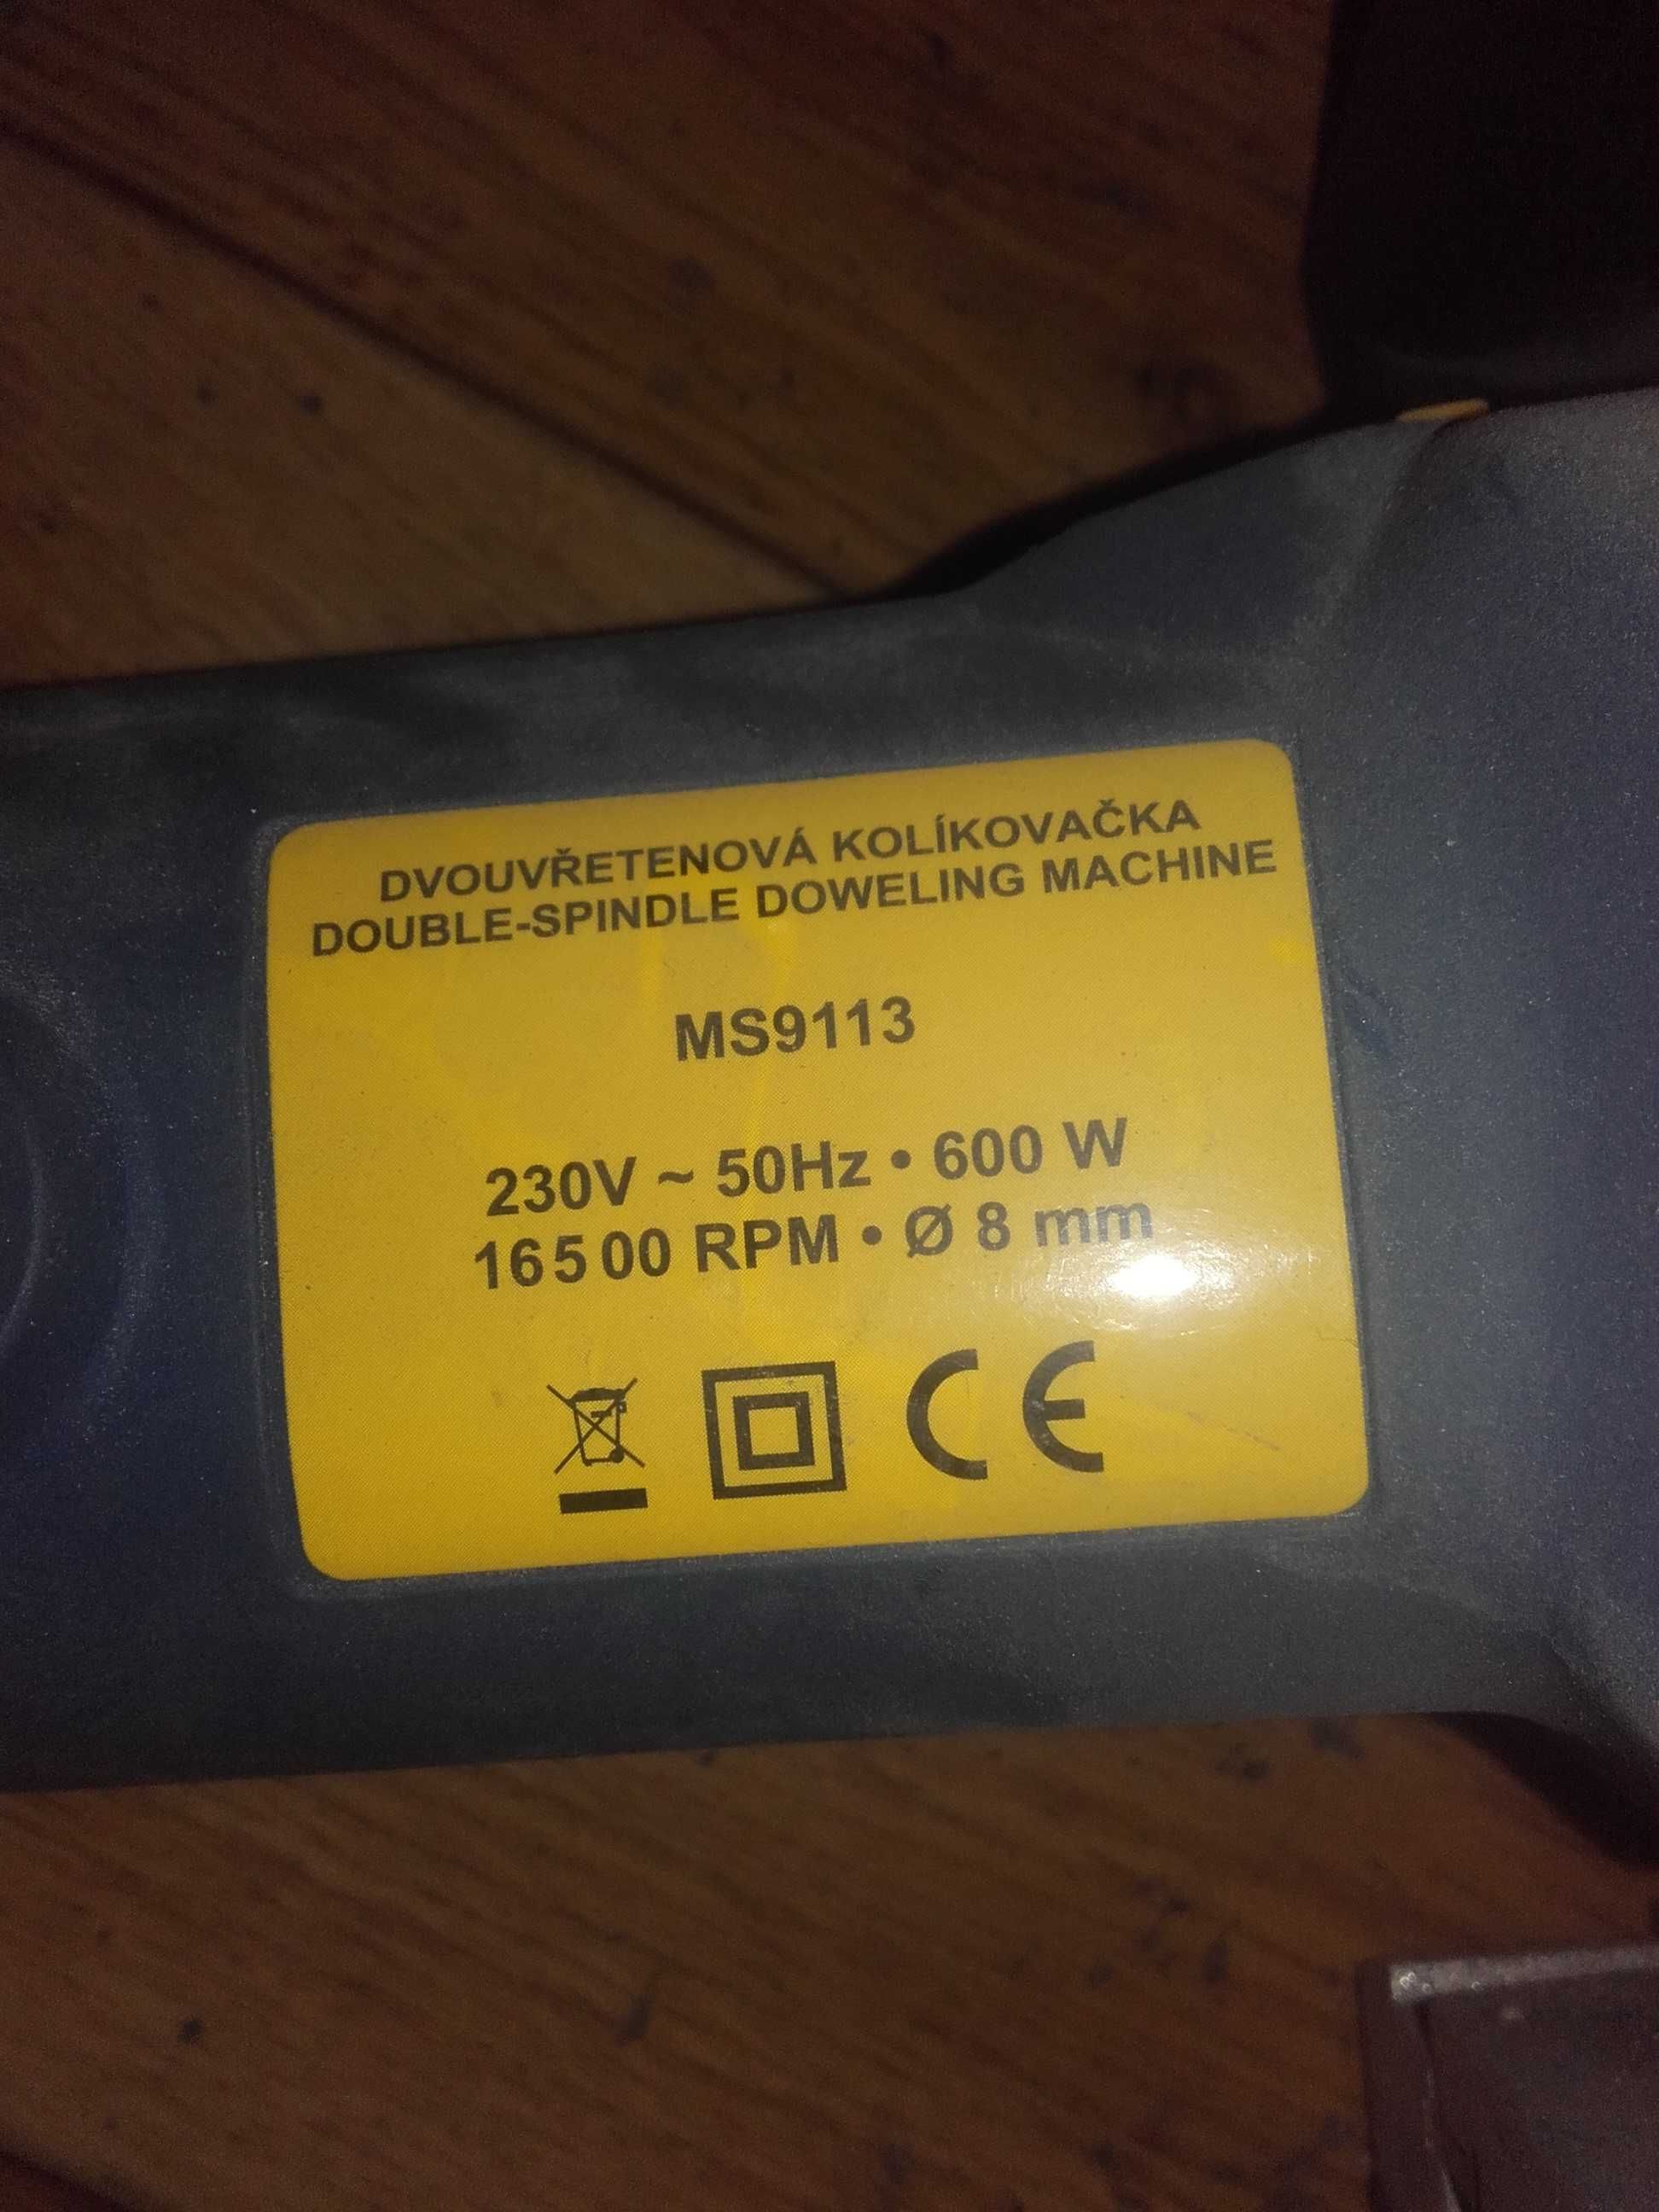 DVOUVŘETENOVÁ KOLÍKOVAČKA
DOUBLE-SPINDLE DOWELING MACHINE
MS9113
230V ~ 50Hz • 600 W
16500 RPM • Ø 8 mm
CE